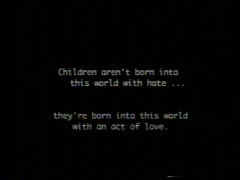 Children aren't born into
this world with hate ...
they're born into this world
with an act of love.